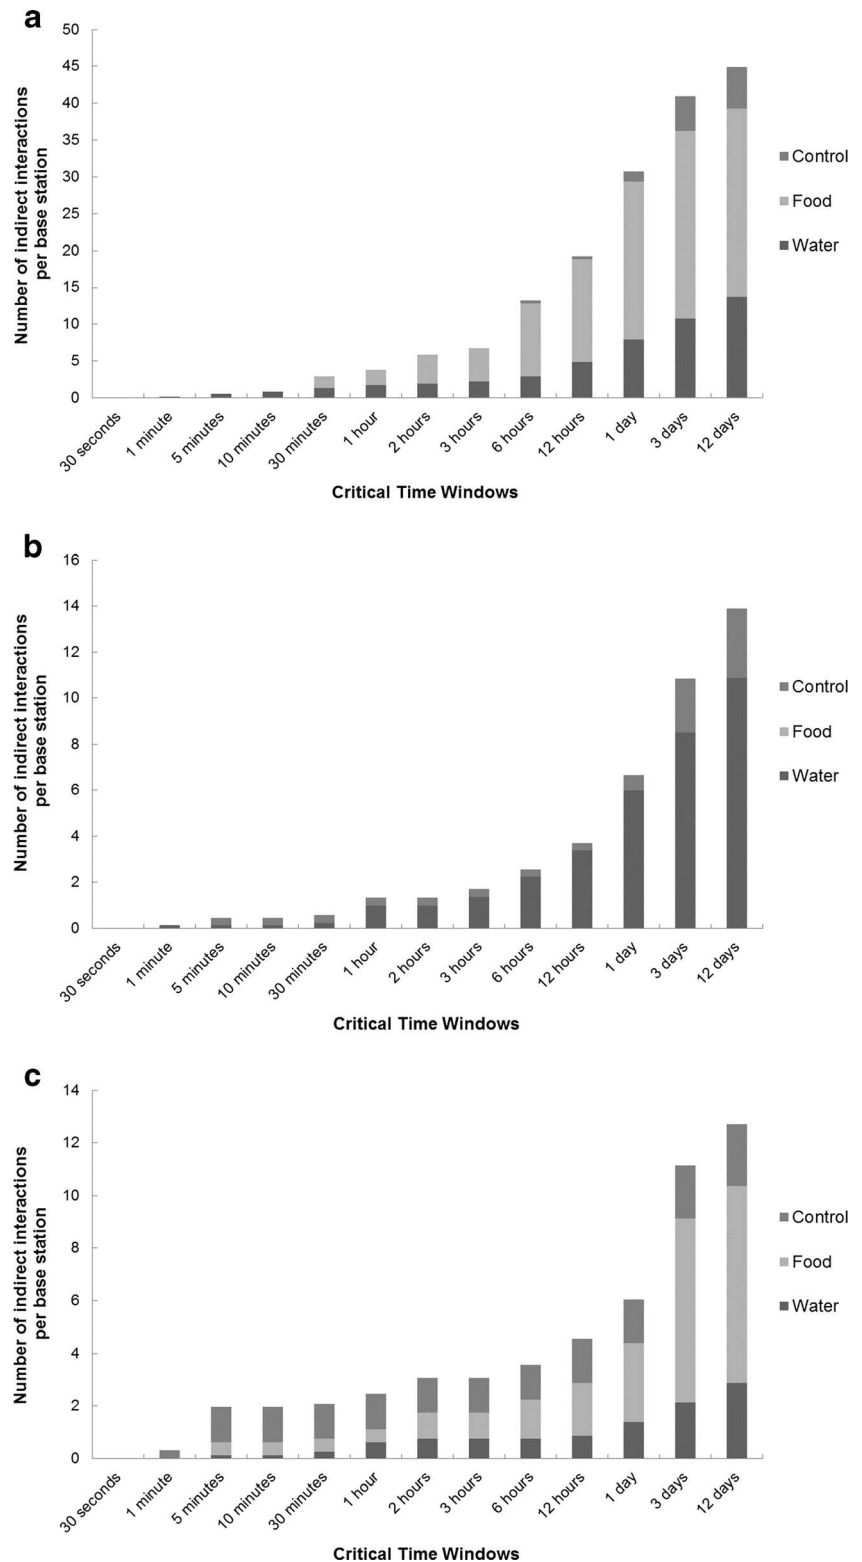 a
50
45
40
35
30
25
20
15
10
5
0
Number of indirect interactions
per base station
Control
Food
Water
30 seconds
1 minute
5 minutes
10 minutes
30 minutes
1 hour
2 hours
3 hours
6 hours
12 hours
1 day
3 days
12 days
Critical Time Windows
b
16
14
12
10
8
6
4
2
0
Number of indirect interactions
per base station
Control
Food
Water
30 seconds
1 minute
5 minutes
10 minutes
30 minutes
1 hour
2 hours
3 hours
6 hours
12 hours
1 day
3 days
12 days
Critical Time Windows
c
14
12
10
8
6
4
2
0
Number of indirect interactions
per base station
Control
Food
Water
30 seconds
1 minute
5 minutes
10 minutes
30 minutes
1 hour
2 hours
3 hours
6 hours
12 hours
1 day
3 days
12 days
Critical Time Windows